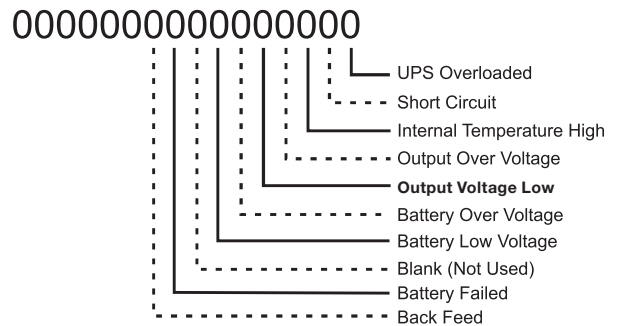 0000000000000000
UPS Overloaded
Short Circuit
Internal Temperature High
Output Over Voltage
Output Voltage Low
Battery Over Voltage
Battery Low Voltage
Blank (Not Used)
Battery Failed
Back Feed